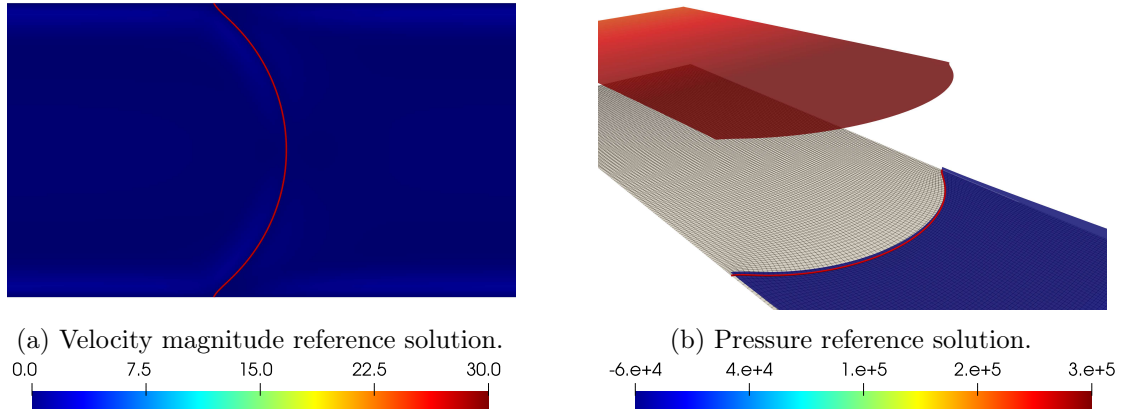 (a) Velocity magnitude reference solution.
0.0 7.5 15.0 22.5 30.0
(b) Pressure reference solution.
-6.e+4 4.e+4 1.e+5 2.e+5 3.e+5